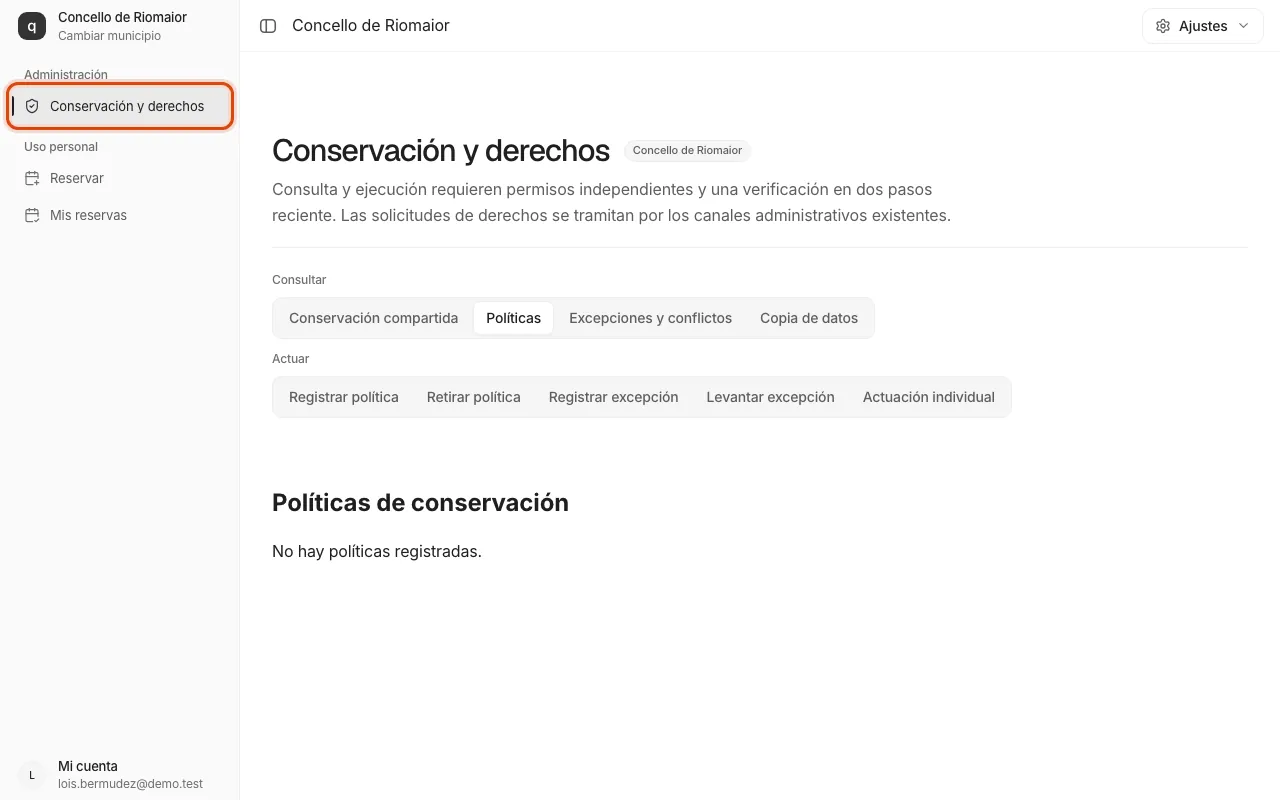 q
Concello de Riomaior
Cambiar municipio
Administración
Conservación y derechos
Uso personal
Reservar
Mis reservas
L
Mi cuenta
lois.bermudez@demo.test
Concello de Riomaior
Ajustes
Conservación y derechos
Concello de Riomaior
Consulta y ejecución requieren permisos independientes y una verificación en dos pasos
reciente. Las solicitudes de derechos se tramitan por los canales administrativos existentes.
Consultar
Conservación compartida
Políticas
Excepciones y conflictos
Copia de datos
Actuar
Registrar política
Retirar política
Registrar excepción
Levantar excepción
Actuación individual
Políticas de conservación
No hay políticas registradas.